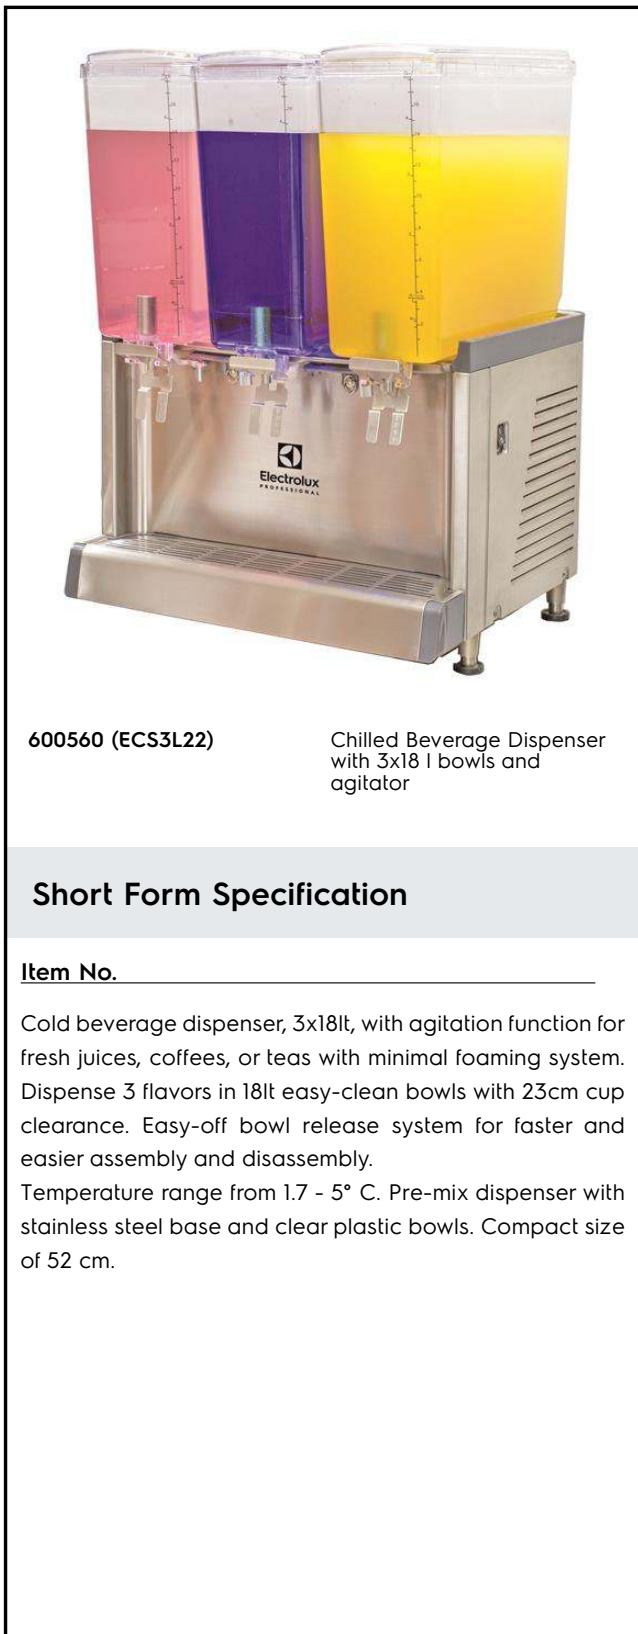 Electrolux
PROFESSIONAL
600560 (ECS3L22)
Chilled Beverage Dispenser
with 3x18 l bowls and
agitator
Short Form Specification
Item No.
Cold beverage dispenser, 3x18lt, with agitation function for
fresh juices, coffees, or teas with minimal foaming system.
Dispense 3 flavors in 18lt easy-clean bowls with 23cm cup
clearance. Easy-off bowl release system for faster and
easier assembly and disassembly.
Temperature range from 1.7 - 5° C. Pre-mix dispenser with
stainless steel base and clear plastic bowls. Compact size
of 52 cm.